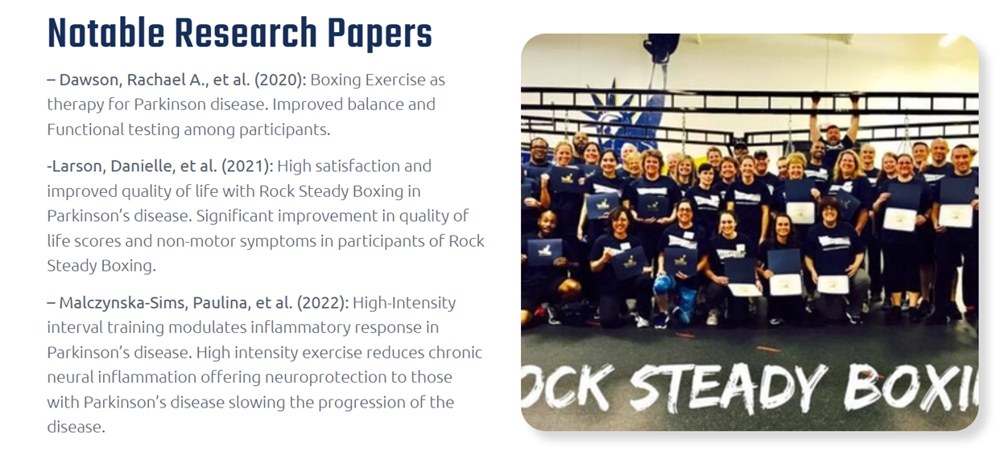 Notable Research Papers
– Dawson, Rachael A., et al. (2020): Boxing Exercise as
therapy for Parkinson disease. Improved balance and
Functional testing among participants.
-Larson, Danielle, et al. (2021): High satisfaction and
improved quality of life with Rock Steady Boxing in
Parkinson’s disease. Significant improvement in quality of
life scores and non-motor symptoms in participants of Rock
Steady Boxing.
– Malczynska-Sims, Paulina, et al. (2022): High-Intensity
interval training modulates inflammatory response in
Parkinson’s disease. High intensity exercise reduces chronic
neural inflammation offering neuroprotection to those
with Parkinson’s disease slowing the progression of the
disease.
OCK STEADY BOXI